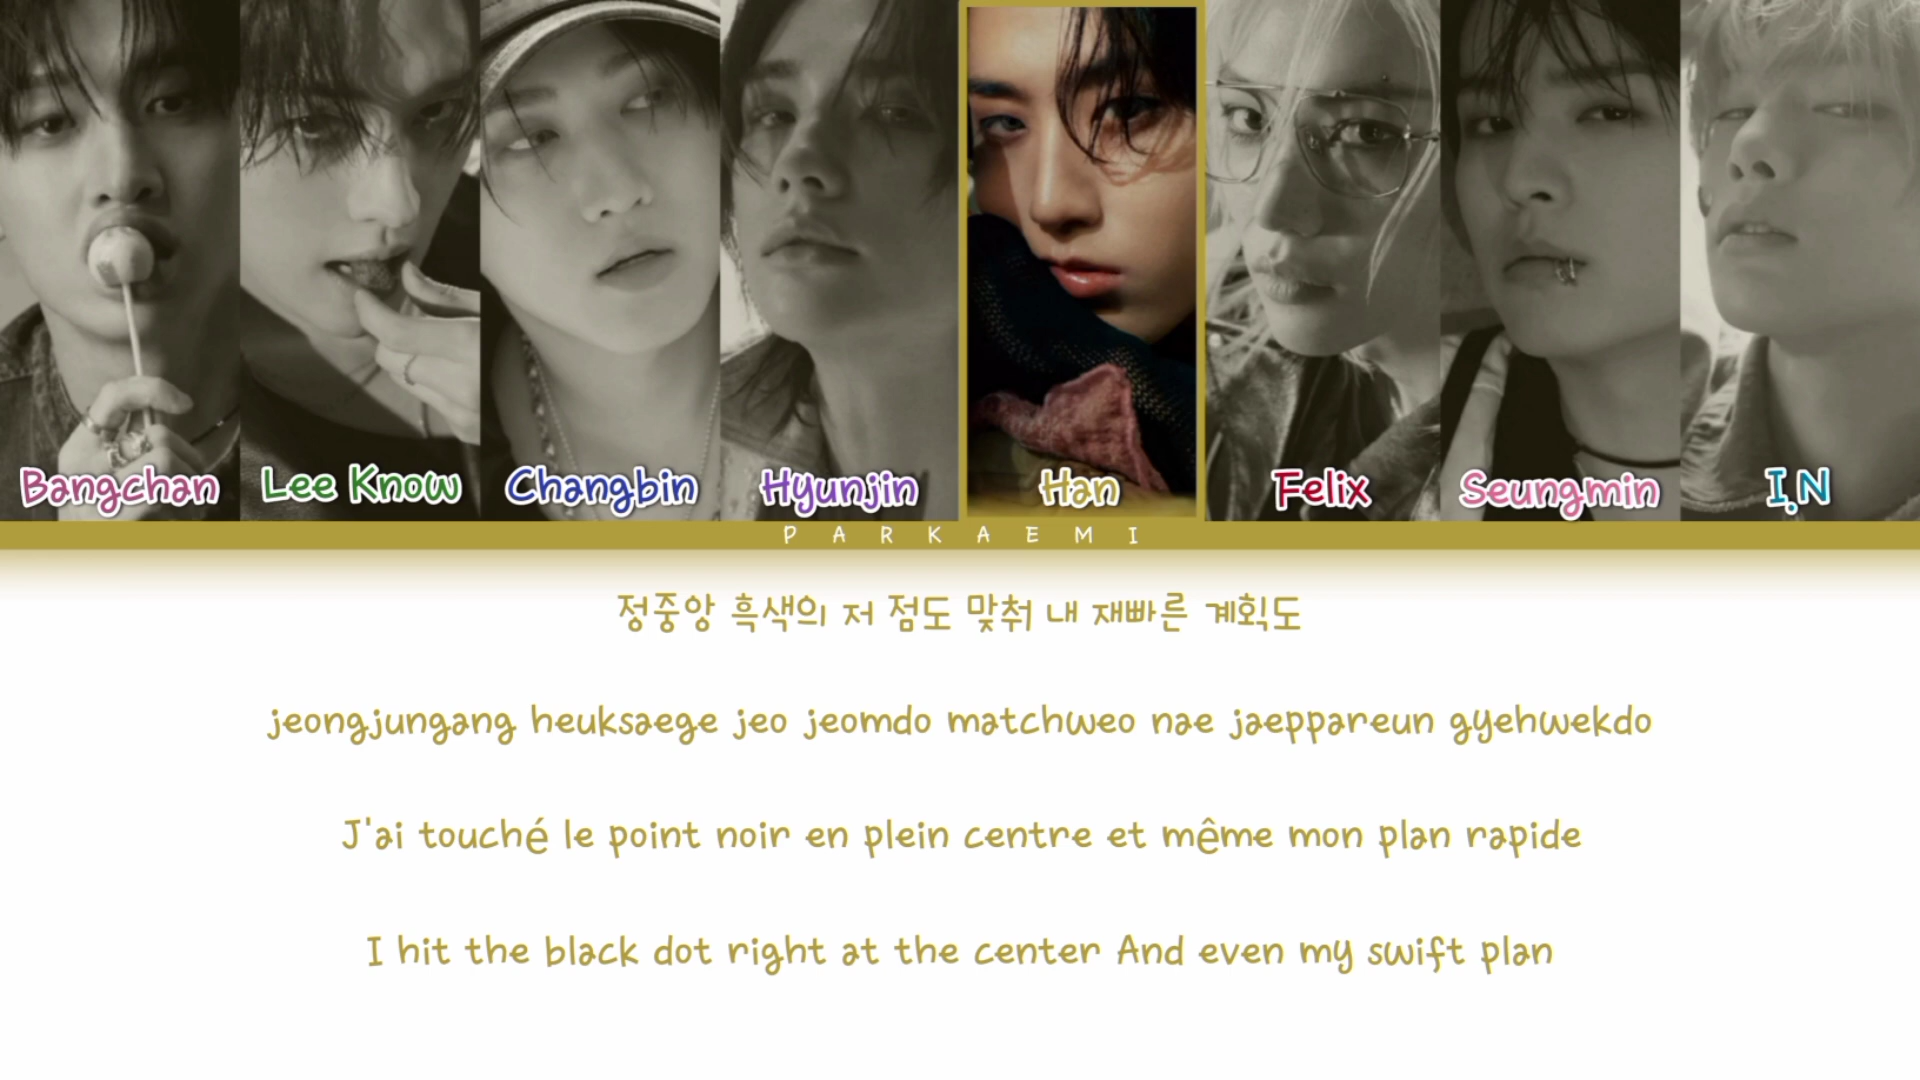 Bangchan
Lee Know
Changbin
Hyunjin
Han
Felix
Seungmin
I.N
PARKAEMI
정중앙 흑색의 저 점도 맞춰 내 재빠른 계획도
jeongjungang heuksaege jeo jeomdo matchweo nae jaeppareun gyehwekdo
J'ai touché le point noir en plein centre et même mon plan rapide
I hit the black dot right at the center And even my swift plan